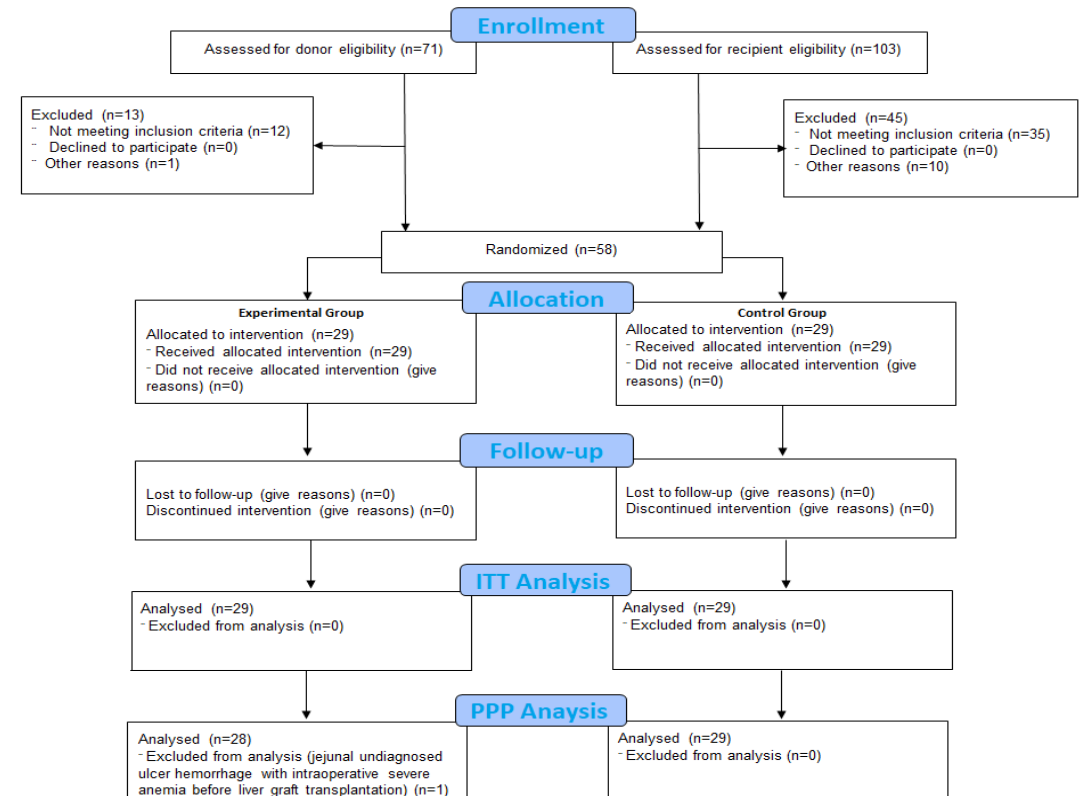 Enrollment
Assessed for donor eligibility (n=71)
Assessed for recipient eligibility (n=103)
Excluded (n=13)
- Not meeting inclusion criteria (n=12)
- Declined to participate (n=0)
- Other reasons (n=1)
Excluded (n=45)
- Not meeting inclusion criteria (n=35)
- Declined to participate (n=0)
- Other reasons (n=10)
Randomized (n=58)
Allocation
Experimental Group
Allocated to intervention (n=29)
- Received allocated intervention (n=29)
- Did not receive allocated intervention (give
reasons) (n=0)
Control Group
Allocated to intervention (n=29)
- Received allocated intervention (n=29)
- Did not receive allocated intervention (give
reasons) (n=0)
Follow-up
Lost to follow-up (give reasons) (n=0)
Discontinued intervention (give reasons) (n=0)
Lost to follow-up (give reasons) (n=0)
Discontinued intervention (give reasons) (n=0)
ITT Analysis
Analysed (n=29)
- Excluded from analysis (n=0)
Analysed (n=29)
- Excluded from analysis (n=0)
PPP Anaysis
Analysed (n=28)
- Excluded from analysis (jejunal undiagnosed
ulcer hemorrhage with intraoperative severe
anemia before liver graft transplantation) (n=1)
Analysed (n=29)
- Excluded from analysis (n=0)